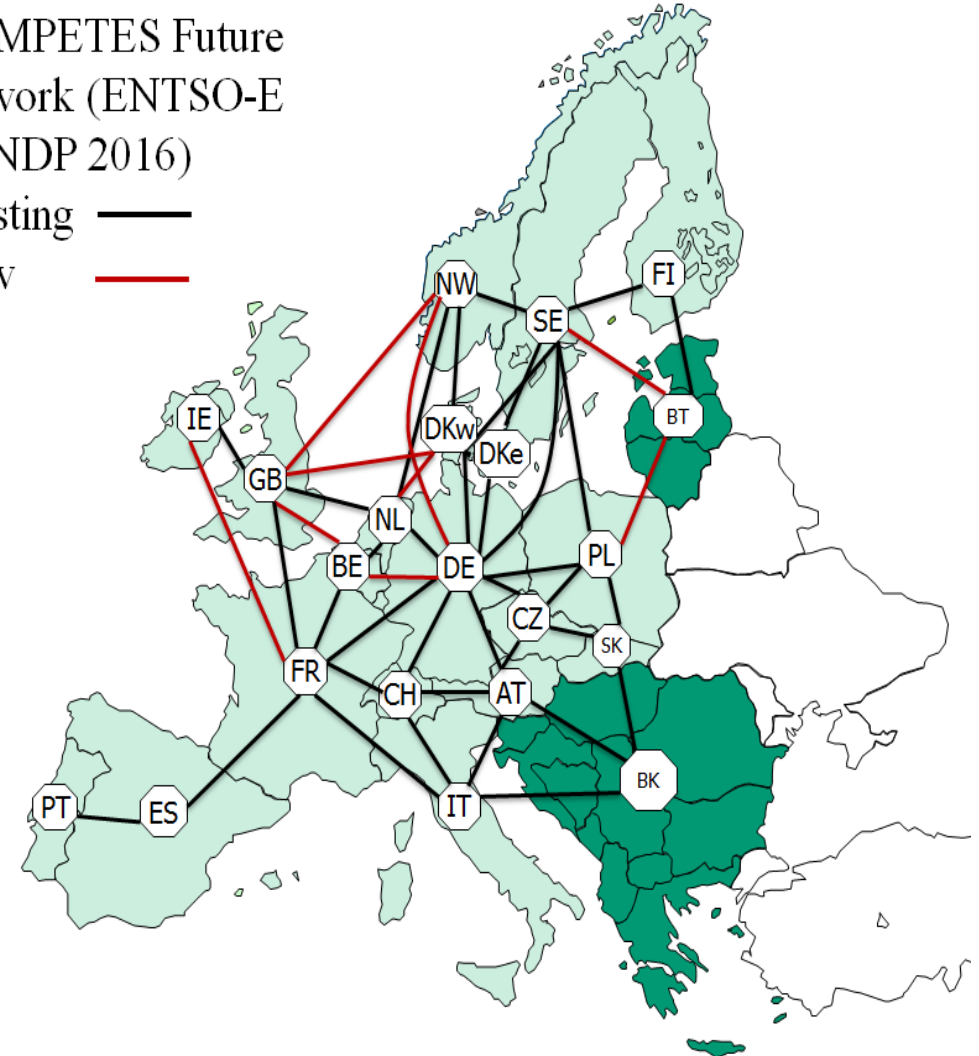 MPETES Future
vork (ENTSO-E
NDP 2016)
sting
v
NW
FI
SE
IE
DKw
BT
DKe
GB
NL
BE
DE
PL
CZ
SK
FR
CH
AT
BK
PT
ES
IT